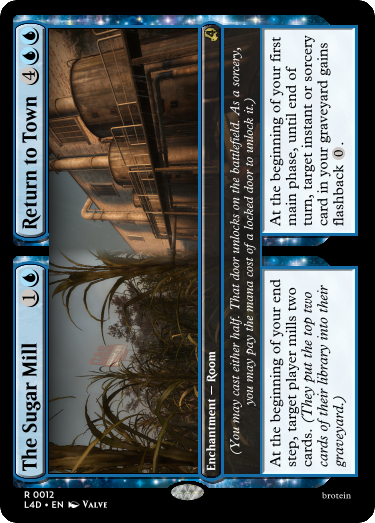 The Sugar Mill 1
At the beginning of your end
step, target player mills two
cards. (They put the top two
cards of their library into their
graveyard.)
Return to Town 4
At the beginning of your first
main phase, until end of
turn, target instant or sorcery
card in your graveyard gains
flashback 0.
Enchantment — Room
(You may cast either half. That door unlocks on the battlefield. As a sorcery,
you may pay the mana cost of a locked door to unlock it.)
R 0012
L4D • EN VALVE
brotein